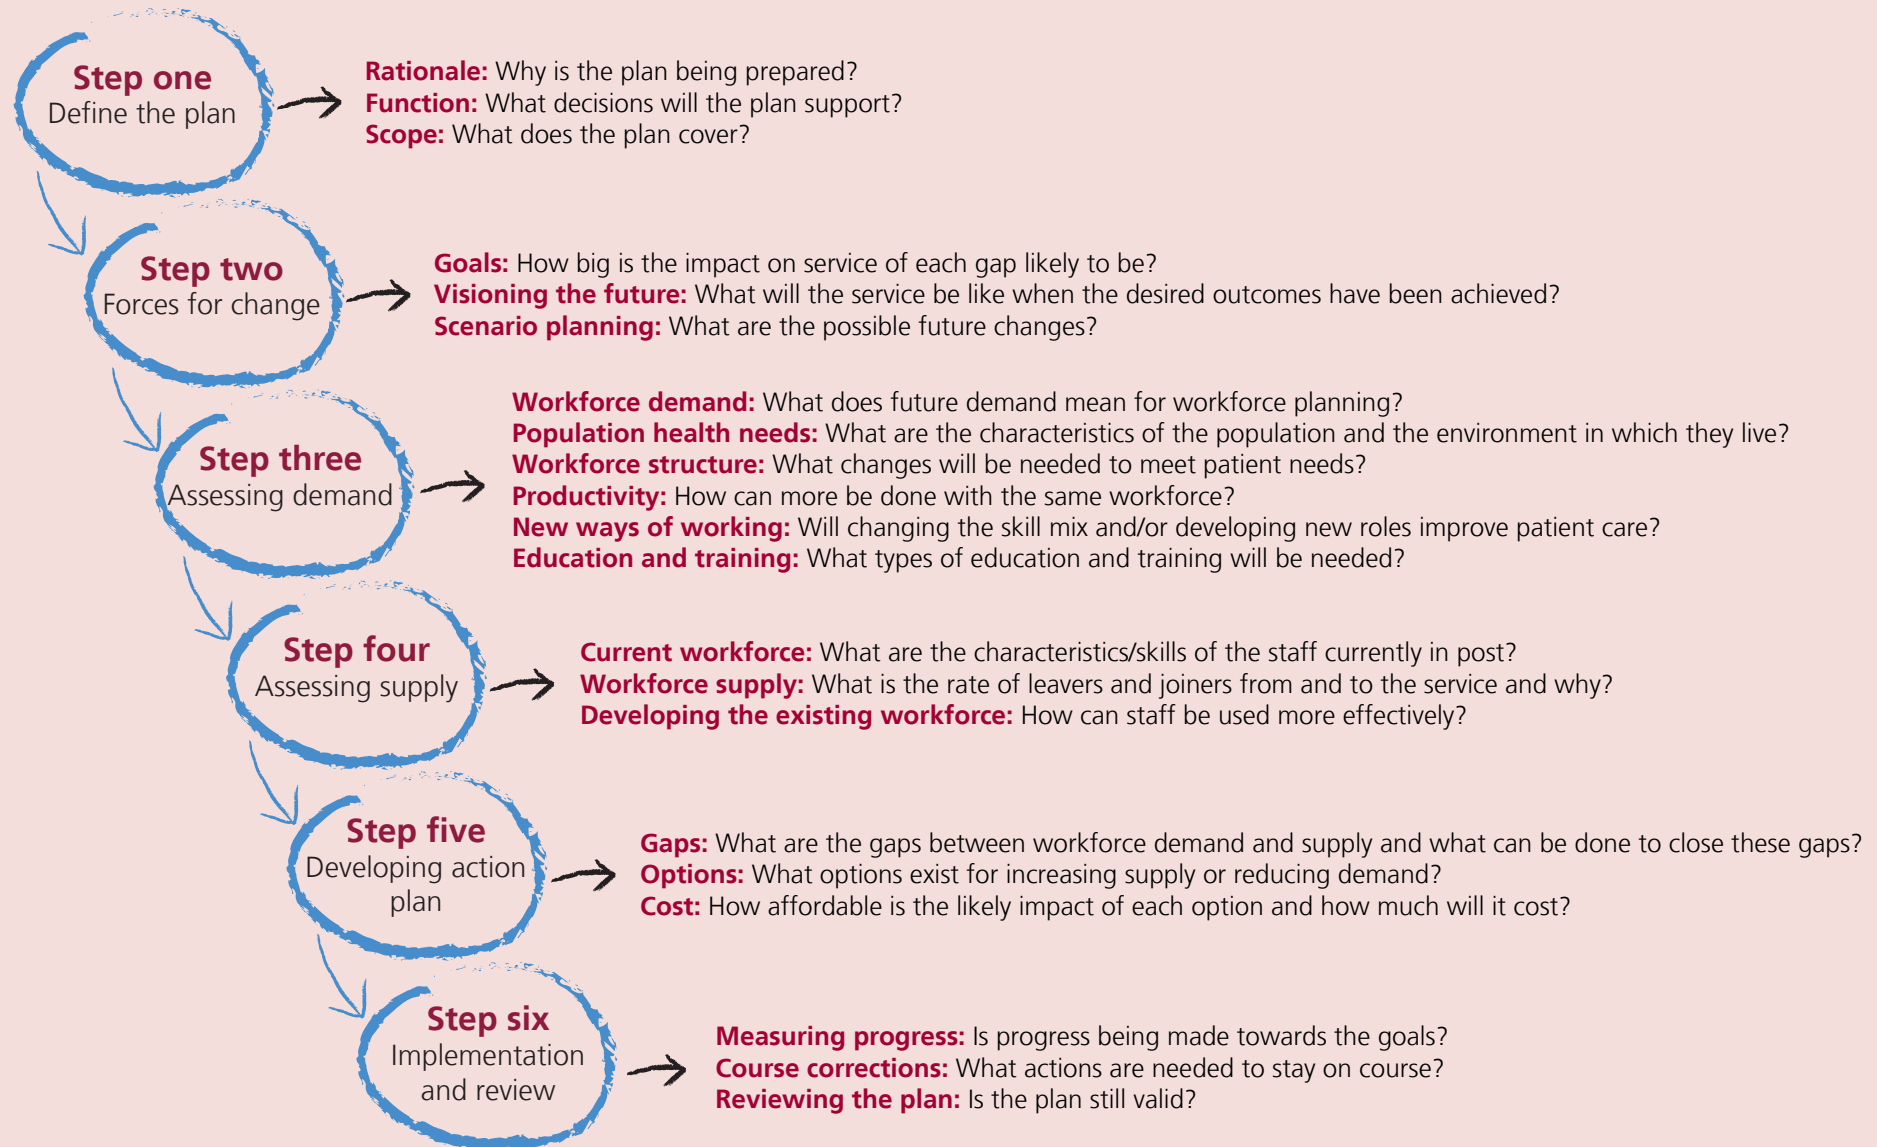 Step one
Define the plan
Rationale: Why is the plan being prepared?
Function: What decisions will the plan support?
Scope: What does the plan cover?
Step two
Forces for change
Goals: How big is the impact on service of each gap likely to be?
Visioning the future: What will the service be like when the desired outcomes have been achieved?
Scenario planning: What are the possible future changes?
Step three
Assessing demand
Workforce demand: What does future demand mean for workforce planning?
Population health needs: What are the characteristics of the population and the environment in which they live?
Workforce structure: What changes will be needed to meet patient needs?
Productivity: How can more be done with the same workforce?
New ways of working: Will changing the skill mix and/or developing new roles improve patient care?
Education and training: What types of education and training will be needed?
Step four
Assessing supply
Current workforce: What are the characteristics/skills of the staff currently in post?
Workforce supply: What is the rate of leavers and joiners from and to the service and why?
Developing the existing workforce: How can staff be used more effectively?
Step five
Developing action
plan
Gaps: What are the gaps between workforce demand and supply and what can be done to close these gaps?
Options: What options exist for increasing supply or reducing demand?
Cost: How affordable is the likely impact of each option and how much will it cost?
Step six
Implementation
and review
Measuring progress: Is progress being made towards the goals?
Course corrections: What actions are needed to stay on course?
Reviewing the plan: Is the plan still valid?